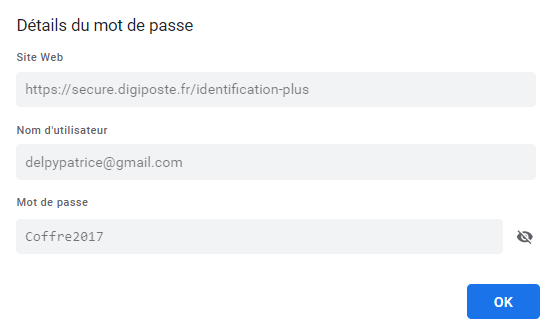 Détails du mot de passe
Site Web
https://secure.digiposte.fr/identification-plus
Nom d'utilisateur
delpypatrice@gmail.com
Mot de passe
Coffre2017
OK